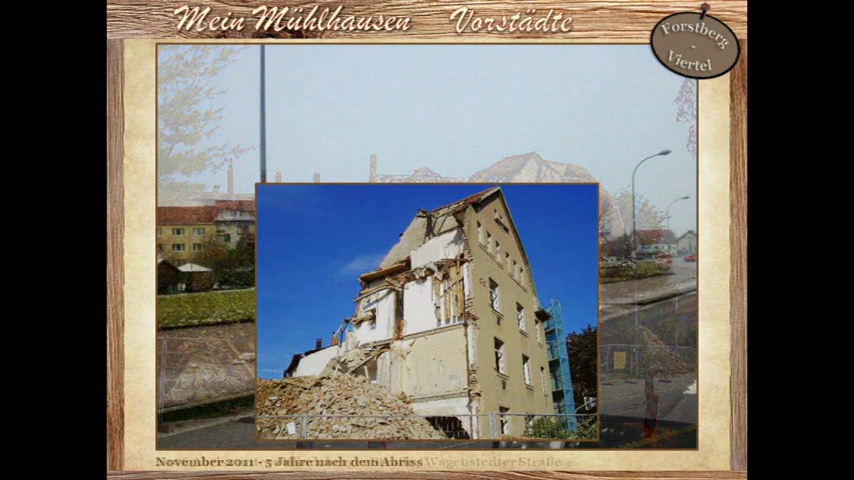 Mein Mühlhausen Vorstädte
Forstberg
-
Viertel
November 2011 - 5 Jahre nach dem Abriss
Wagenstedter Straße